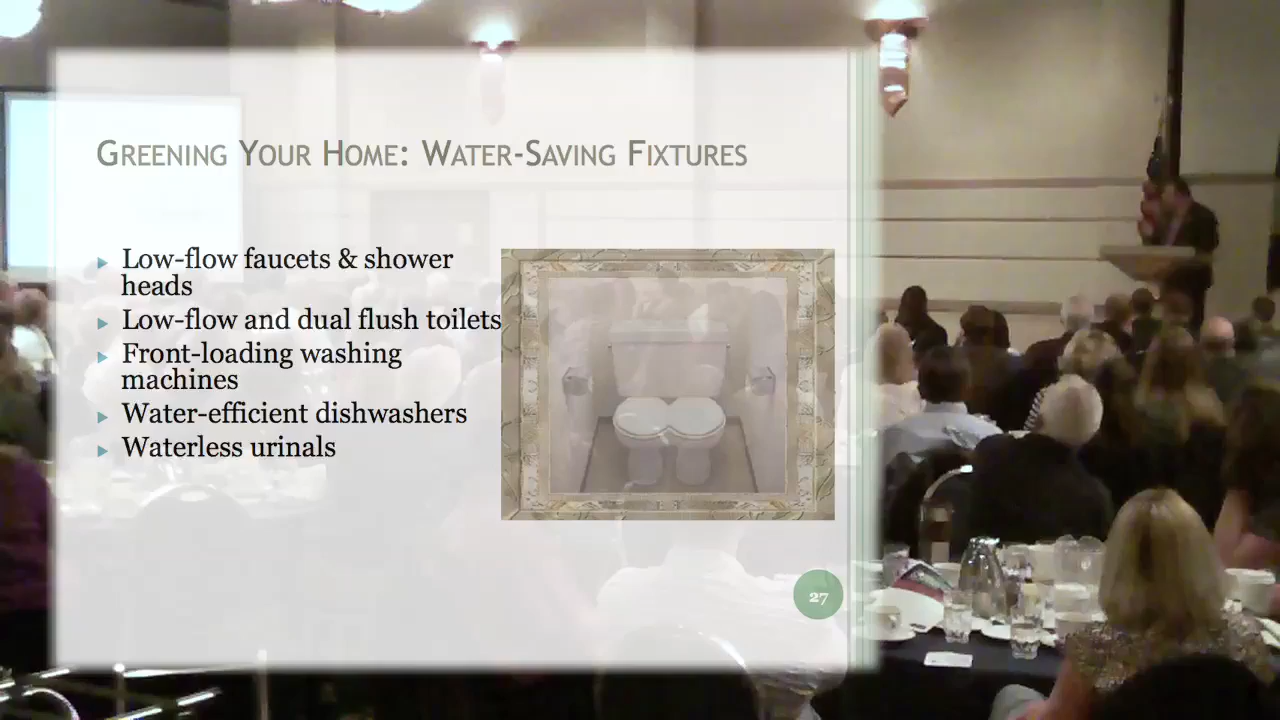 Greening Your Home: Water-Saving Fixtures
Low-flow faucets & shower
heads
Low-flow and dual flush toilets
Front-loading washing
machines
Water-efficient dishwashers
Waterless urinals
27